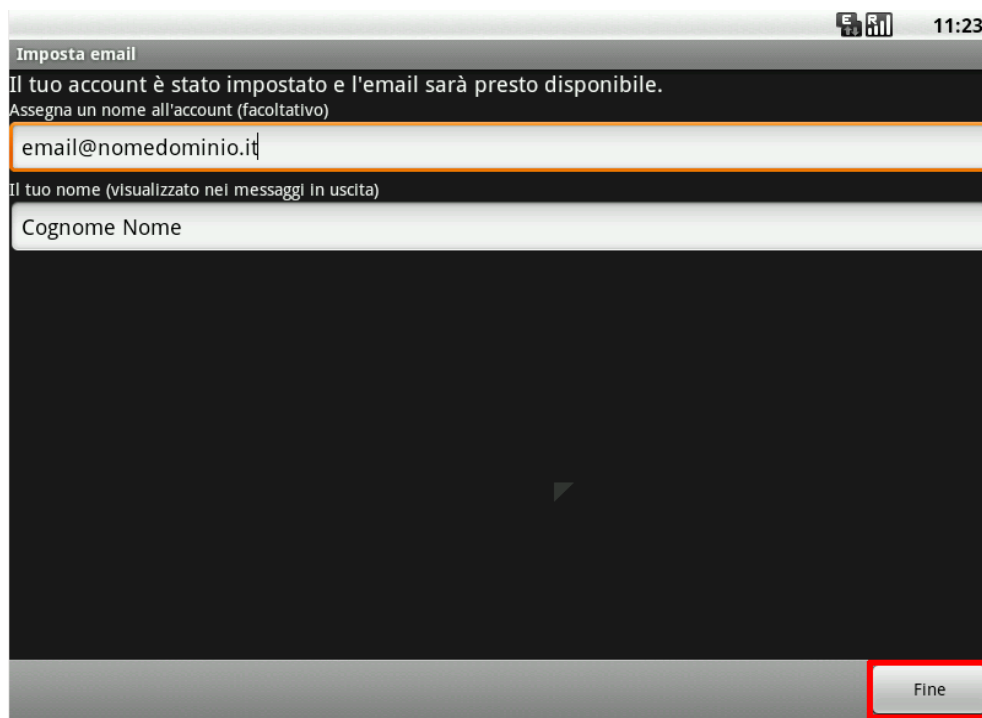 E R 11:23
Imposta email
Il tuo account è stato impostato e l'email sarà presto disponibile.
Assegna un nome all'account (facoltativo)
email@nomedominio.it
Il tuo nome (visualizzato nei messaggi in uscita)
Cognome Nome
Fine